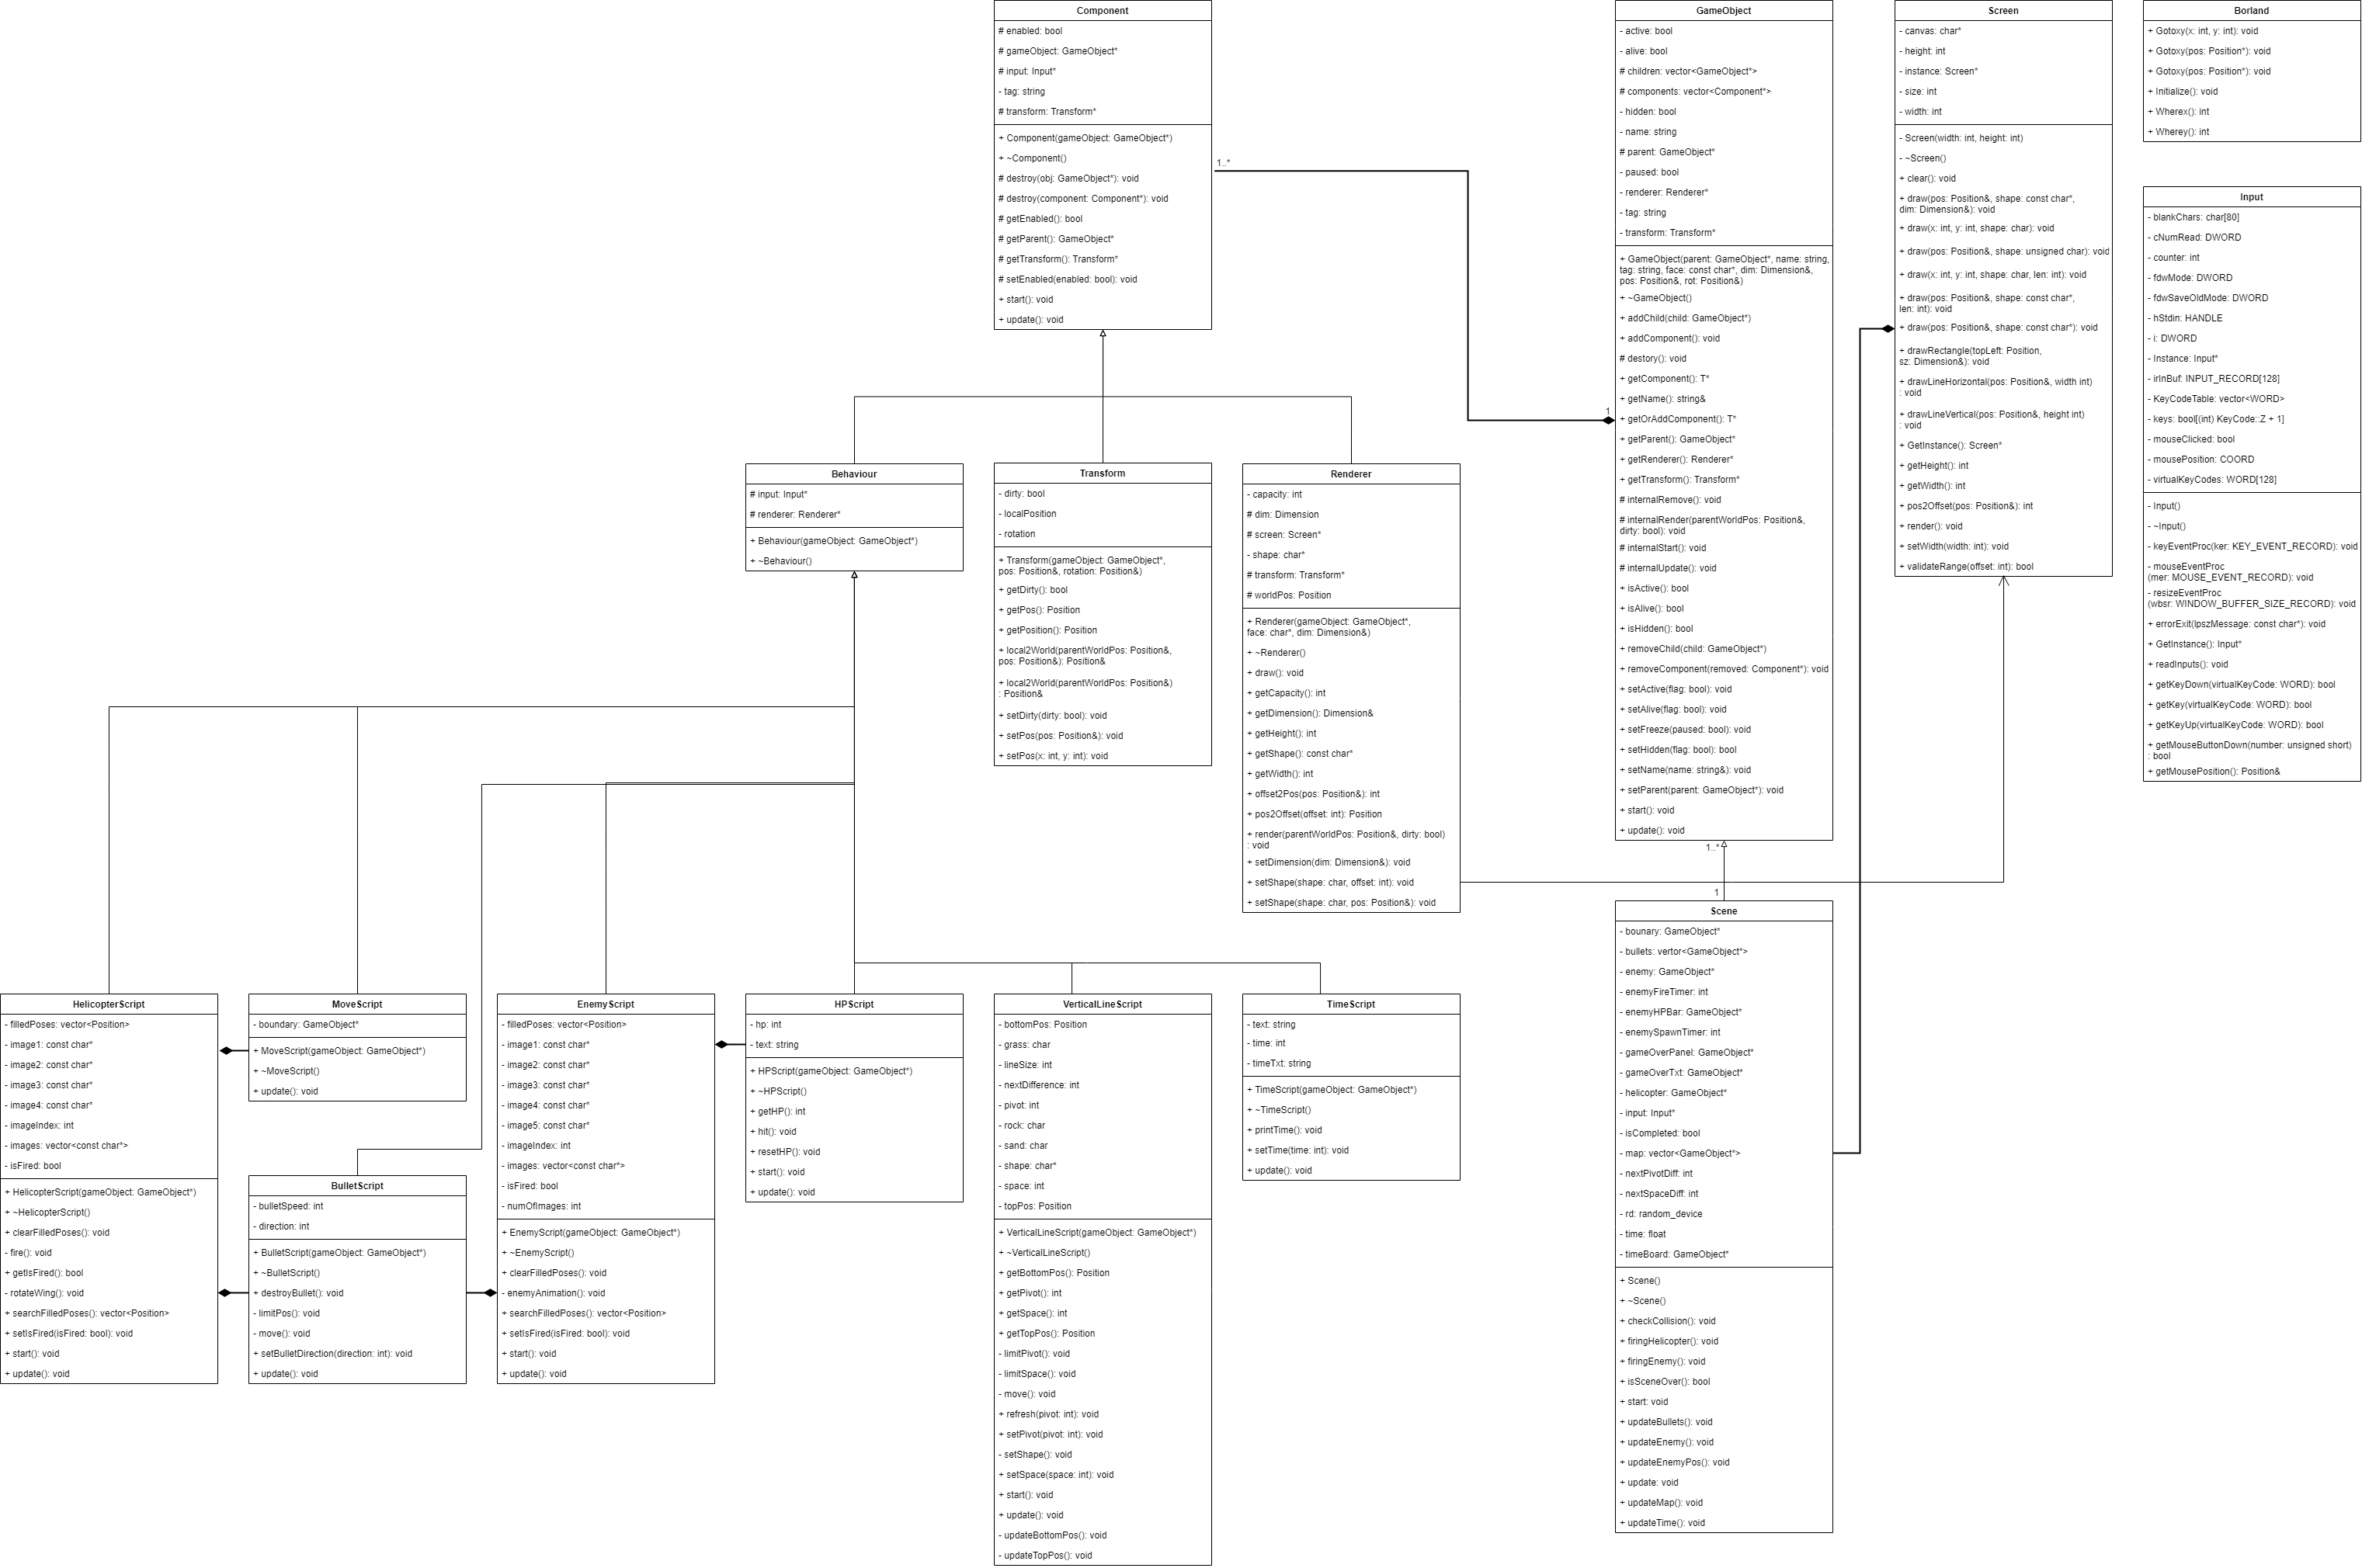 Component
# enabled: bool
# gameObject: GameObject*
# input: Input*
- tag: string
# transform: Transform*
+ Component(gameObject: GameObject*)
+ ~Component()
# destroy(obj: GameObject*): void
# destroy(component: Component*): void
# getEnabled(): bool
# getParent(): GameObject*
# getTransform(): Transform*
# setEnabled(enabled: bool): void
+ start(): void
+ update(): void
1..*
1
GameObject
- active: bool
- alive: bool
# children: vector<GameObject*>
# components: vector<Component*>
- hidden: bool
- name: string
# parent: GameObject*
- paused: bool
- renderer: Renderer*
- tag: string
- transform: Transform*
+ GameObject(parent: GameObject*, name: string,
tag: string, face: const char*, dim: Dimension&,
pos: Position&, rot: Position&)
+ ~GameObject()
+ addChild(child: GameObject*)
+ addComponent(): void
# destory(): void
+ getComponent(): T*
+ getName(): string&
+ getOrAddComponent(): T*
+ getParent(): GameObject*
+ getRenderer(): Renderer*
+ getTransform(): Transform*
# internalRemove(): void
# internalRender(parentWorldPos: Position&,
dirty: bool): void
# internalStart(): void
# internalUpdate(): void
+ isActive(): bool
+ isAlive(): bool
+ isHidden(): bool
+ removeChild(child: GameObject*)
+ removeComponent(removed: Component*): void
+ setActive(flag: bool): void
+ setAlive(flag: bool): void
+ setFreeze(paused: bool): void
+ setHidden(flag: bool): bool
+ setName(name: string&): void
+ setParent(parent: GameObject*): void
+ start(): void
+ update(): void
1..*
1
Screen
- canvas: char*
- height: int
- instance: Screen*
- size: int
- width: int
- Screen(width: int, height: int)
- ~Screen()
+ clear(): void
+ draw(pos: Position&, shape: const char*,
dim: Dimension&): void
+ draw(x: int, y: int, shape: char): void
+ draw(pos: Position&, shape: unsigned char): void
+ draw(x: int, y: int, shape: char, len: int): void
+ draw(pos: Position&, shape: const char*,
len: int): void
+ draw(pos: Position&, shape: const char*): void
+ drawRectangle(topLeft: Position,
sz: Dimension&): void
+ drawLineHorizontal(pos: Position&, width int)
: void
+ drawLineVertical(pos: Position&, height int)
: void
+ GetInstance(): Screen*
+ getHeight(): int
+ getWidth(): int
+ pos2Offset(pos: Position&): int
+ render(): void
+ setWidth(width: int): void
+ validateRange(offset: int): bool
Borland
+ Gotoxy(x: int, y: int): void
+ Gotoxy(pos: Position*): void
+ Gotoxy(pos: Position*): void
+ Initialize(): void
+ Wherex(): int
+ Wherey(): int
Input
- blankChars: char[80]
- cNumRead: DWORD
- counter: int
- fdwMode: DWORD
- fdwSaveOldMode: DWORD
- hStdin: HANDLE
- i: DWORD
- Instance: Input*
- irInBuf: INPUT_RECORD[128]
- KeyCodeTable: vector<WORD>
- keys: bool[(int) KeyCode::Z + 1]
- mouseClicked: bool
- mousePosition: COORD
- virtualKeyCodes: WORD[128]
- Input()
- ~Input()
- keyEventProc(ker: KEY_EVENT_RECORD): void
- mouseEventProc
(mer: MOUSE_EVENT_RECORD): void
- resizeEventProc
(wbsr: WINDOW_BUFFER_SIZE_RECORD): void
+ errorExit(lpszMessage: const char*): void
+ GetInstance(): Input*
+ readInputs(): void
+ getKeyDown(virtualKeyCode: WORD): bool
+ getKey(virtualKeyCode: WORD): bool
+ getKeyUp(virtualKeyCode: WORD): bool
+ getMouseButtonDown(number: unsigned short)
: bool
+ getMousePosition(): Position&
Behaviour
# input: Input*
# renderer: Renderer*
+ Behaviour(gameObject: GameObject*)
+ ~Behaviour()
Transform
- dirty: bool
- localPosition
- rotation
+ Transform(gameObject: GameObject*,
pos: Position&, rotation: Position&)
+ getDirty(): bool
+ getPos(): Position
+ getPosition(): Position
+ local2World(parentWorldPos: Position&,
pos: Position&): Position&
+ local2World(parentWorldPos: Position&)
: Position&
+ setDirty(dirty: bool): void
+ setPos(pos: Position&): void
+ setPos(x: int, y: int): void
Renderer
- capacity: int
# dim: Dimension
# screen: Screen*
- shape: char*
# transform: Transform*
# worldPos: Position
+ Renderer(gameObject: GameObject*,
face: char*, dim: Dimension&)
+ ~Renderer()
+ draw(): void
+ getCapacity(): int
+ getDimension(): Dimension&
+ getHeight(): int
+ getShape(): const char*
+ getWidth(): int
+ offset2Pos(pos: Position&): int
+ pos2Offset(offset: int): Position
+ render(parentWorldPos: Position&, dirty: bool)
: void
+ setDimension(dim: Dimension&): void
+ setShape(shape: char, offset: int): void
+ setShape(shape: char, pos: Position&): void
HelicopterScript
- filledPoses: vector<Position>
- image1: const char*
- image2: const char*
- image3: const char*
- image4: const char*
- imageIndex: int
- images: vector<const char*>
- isFired: bool
+ HelicopterScript(gameObject: GameObject*)
+ ~HelicopterScript()
+ clearFilledPoses(): void
- fire(): void
+ getIsFired(): bool
- rotateWing(): void
+ searchFilledPoses(): vector<Position>
+ setIsFired(isFired: bool): void
+ start(): void
+ update(): void
MoveScript
- boundary: GameObject*
+ MoveScript(gameObject: GameObject*)
+ ~MoveScript()
+ update(): void
BulletScript
- bulletSpeed: int
- direction: int
+ BulletScript(gameObject: GameObject*)
+ ~BulletScript()
+ destroyBullet(): void
- limitPos(): void
- move(): void
+ setBulletDirection(direction: int): void
+ update(): void
EnemyScript
- filledPoses: vector<Position>
- image1: const char*
- image2: const char*
- image3: const char*
- image4: const char*
- image5: const char*
- imageIndex: int
- images: vector<const char*>
- isFired: bool
- numOfImages: int
+ EnemyScript(gameObject: GameObject*)
+ ~EnemyScript()
+ clearFilledPoses(): void
- enemyAnimation(): void
+ searchFilledPoses(): vector<Position>
+ setIsFired(isFired: bool): void
+ start(): void
+ update(): void
HPScript
- hp: int
- text: string
+ HPScript(gameObject: GameObject*)
+ ~HPScript()
+ getHP(): int
+ hit(): void
+ resetHP(): void
+ start(): void
+ update(): void
VerticalLineScript
- bottomPos: Position
- grass: char
- lineSize: int
- nextDifference: int
- pivot: int
- rock: char
- sand: char
- shape: char*
- space: int
- topPos: Position
+ VerticalLineScript(gameObject: GameObject*)
+ ~VerticalLineScript()
+ getBottomPos(): Position
+ getPivot(): int
+ getSpace(): int
+ getTopPos(): Position
- limitPivot(): void
- limitSpace(): void
- move(): void
+ refresh(pivot: int): void
+ setPivot(pivot: int): void
- setShape(): void
+ setSpace(space: int): void
+ start(): void
+ update(): void
- updateBottomPos(): void
- updateTopPos(): void
TimeScript
- text: string
- time: int
- timeTxt: string
+ TimeScript(gameObject: GameObject*)
+ ~TimeScript()
+ printTime(): void
+ setTime(time: int): void
+ update(): void
Scene
- bounary: GameObject*
- bullets: vertor<GameObject*>
- enemy: GameObject*
- enemyFireTimer: int
- enemyHPBar: GameObject*
- enemySpawnTimer: int
- gameOverPanel: GameObject*
- gameOverTxt: GameObject*
- helicopter: GameObject*
- input: Input*
- isCompleted: bool
- map: vector<GameObject*>
- nextPivotDiff: int
- nextSpaceDiff: int
- rd: random_device
- time: float
- timeBoard: GameObject*
+ Scene()
+ ~Scene()
+ checkCollision(): void
+ firingHelicopter(): void
+ firingEnemy(): void
+ isSceneOver(): bool
+ start: void
+ updateBullets(): void
+ updateEnemy(): void
+ updateEnemyPos(): void
+ update: void
+ updateMap(): void
+ updateTime(): void